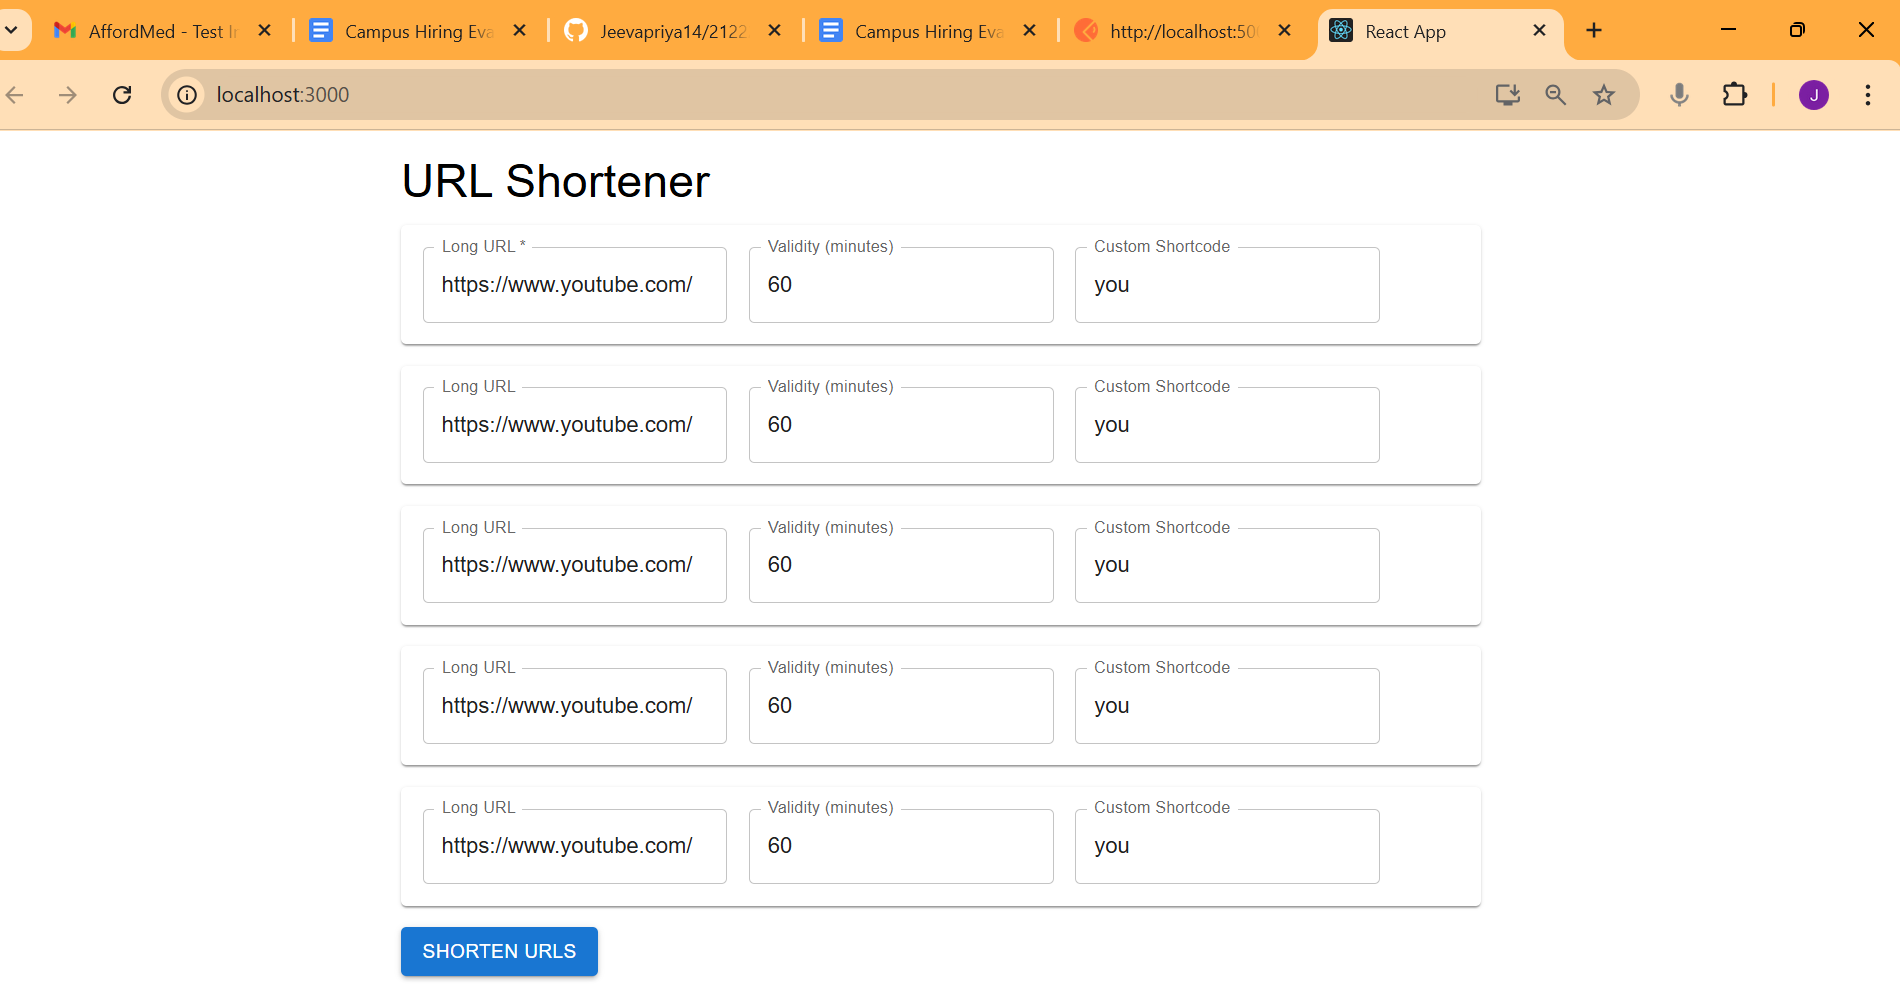 AffordMed - Test In
Campus Hiring Eva
Jeevapriya14/2122
Campus Hiring Eva
http://localhost:500
React App
localhost:3000
J
URL Shortener
Long URL *
Validity (minutes)
Custom Shortcode
https://www.youtube.com/
60
you
Long URL
Validity (minutes)
Custom Shortcode
https://www.youtube.com/
60
you
Long URL
Validity (minutes)
Custom Shortcode
https://www.youtube.com/
60
you
Long URL
Validity (minutes)
Custom Shortcode
https://www.youtube.com/
60
you
Long URL
Validity (minutes)
Custom Shortcode
https://www.youtube.com/
60
you
SHORTEN URLS